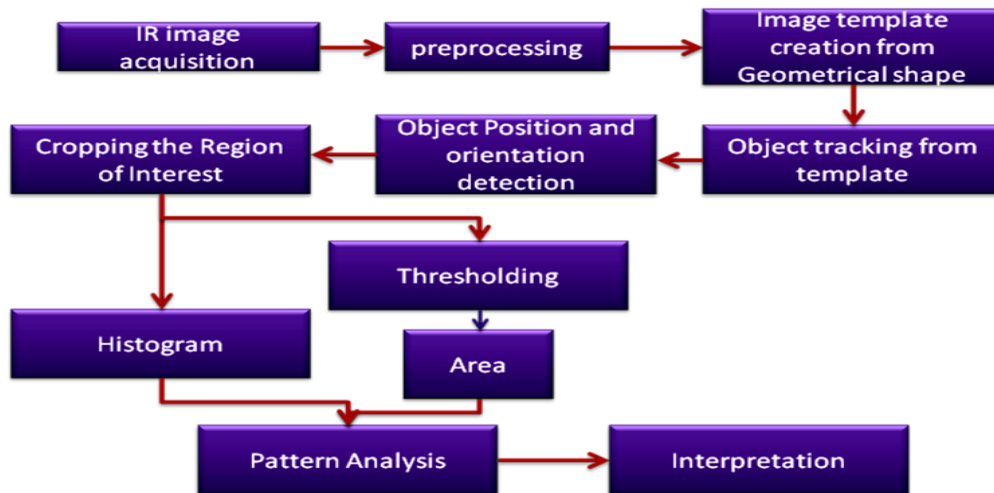 IR image
acquisition
preprocessing
Image template
creation from
Geometrical shape
Object tracking from
template
Object Position and
orientation
detection
Cropping the Region
of Interest
Thresholding
Histogram
Area
Pattern Analysis
Interpretation